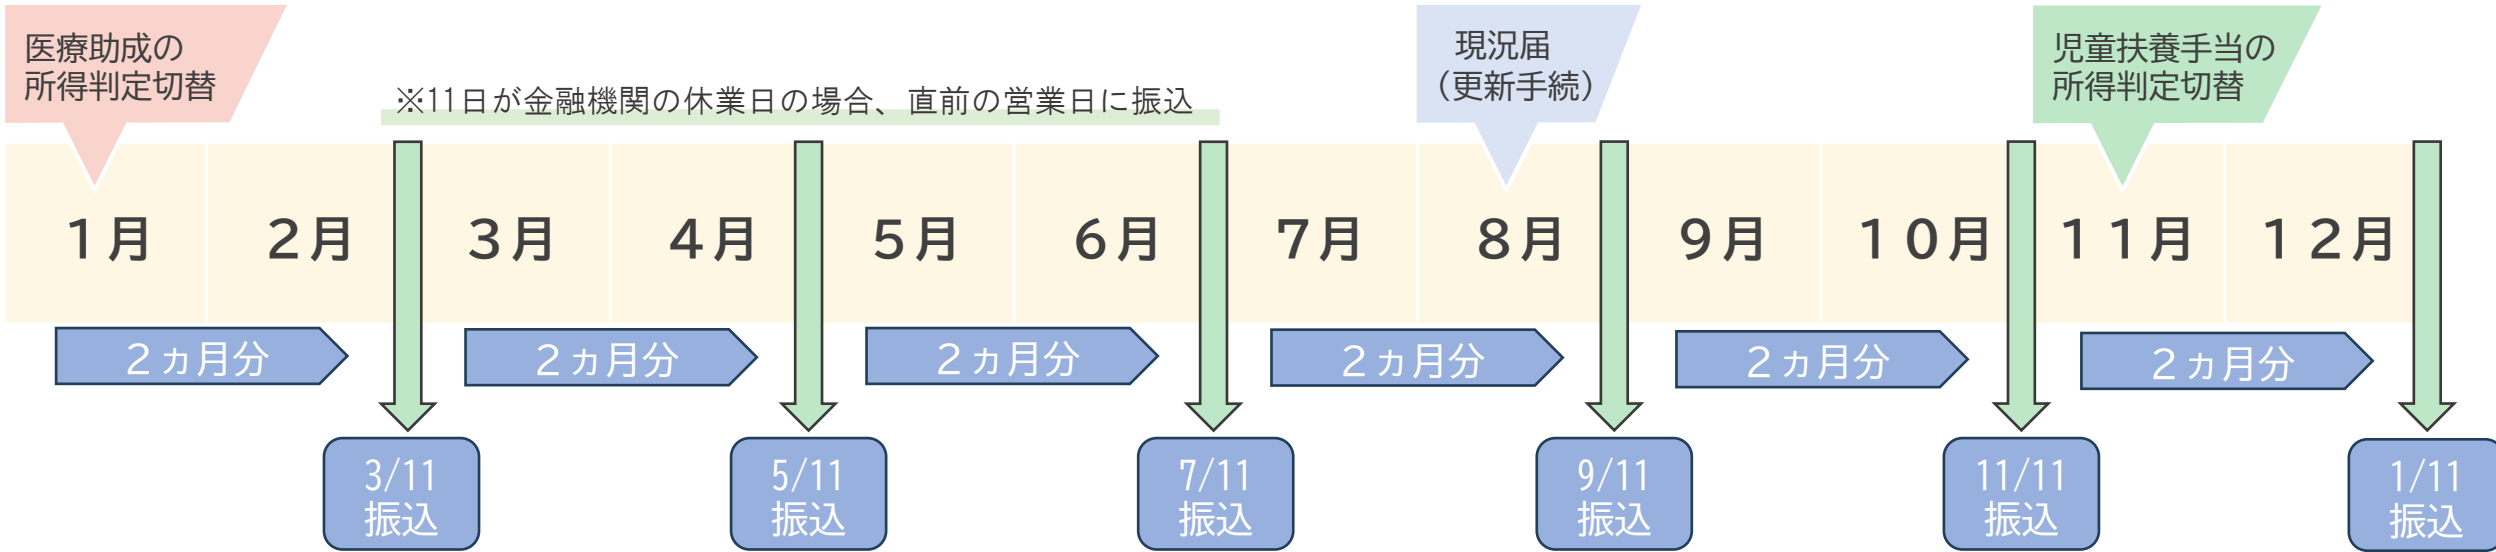 医療助成の
所得判定切替
※11日が金融機関の休業日の場合、直前の営業日に振込
現況届
(更新手続)
児童扶養手当の
所得判定切替
1月
2月
3月
4月
5月
6月
7月
8月
9月
10月
11月
12月
2ヵ月分
2ヵ月分
2ヵ月分
2ヵ月分
2ヵ月分
2ヵ月分
3/11
振込
5/11
振込
7/11
振込
9/11
振込
11/11
振込
1/11
振込